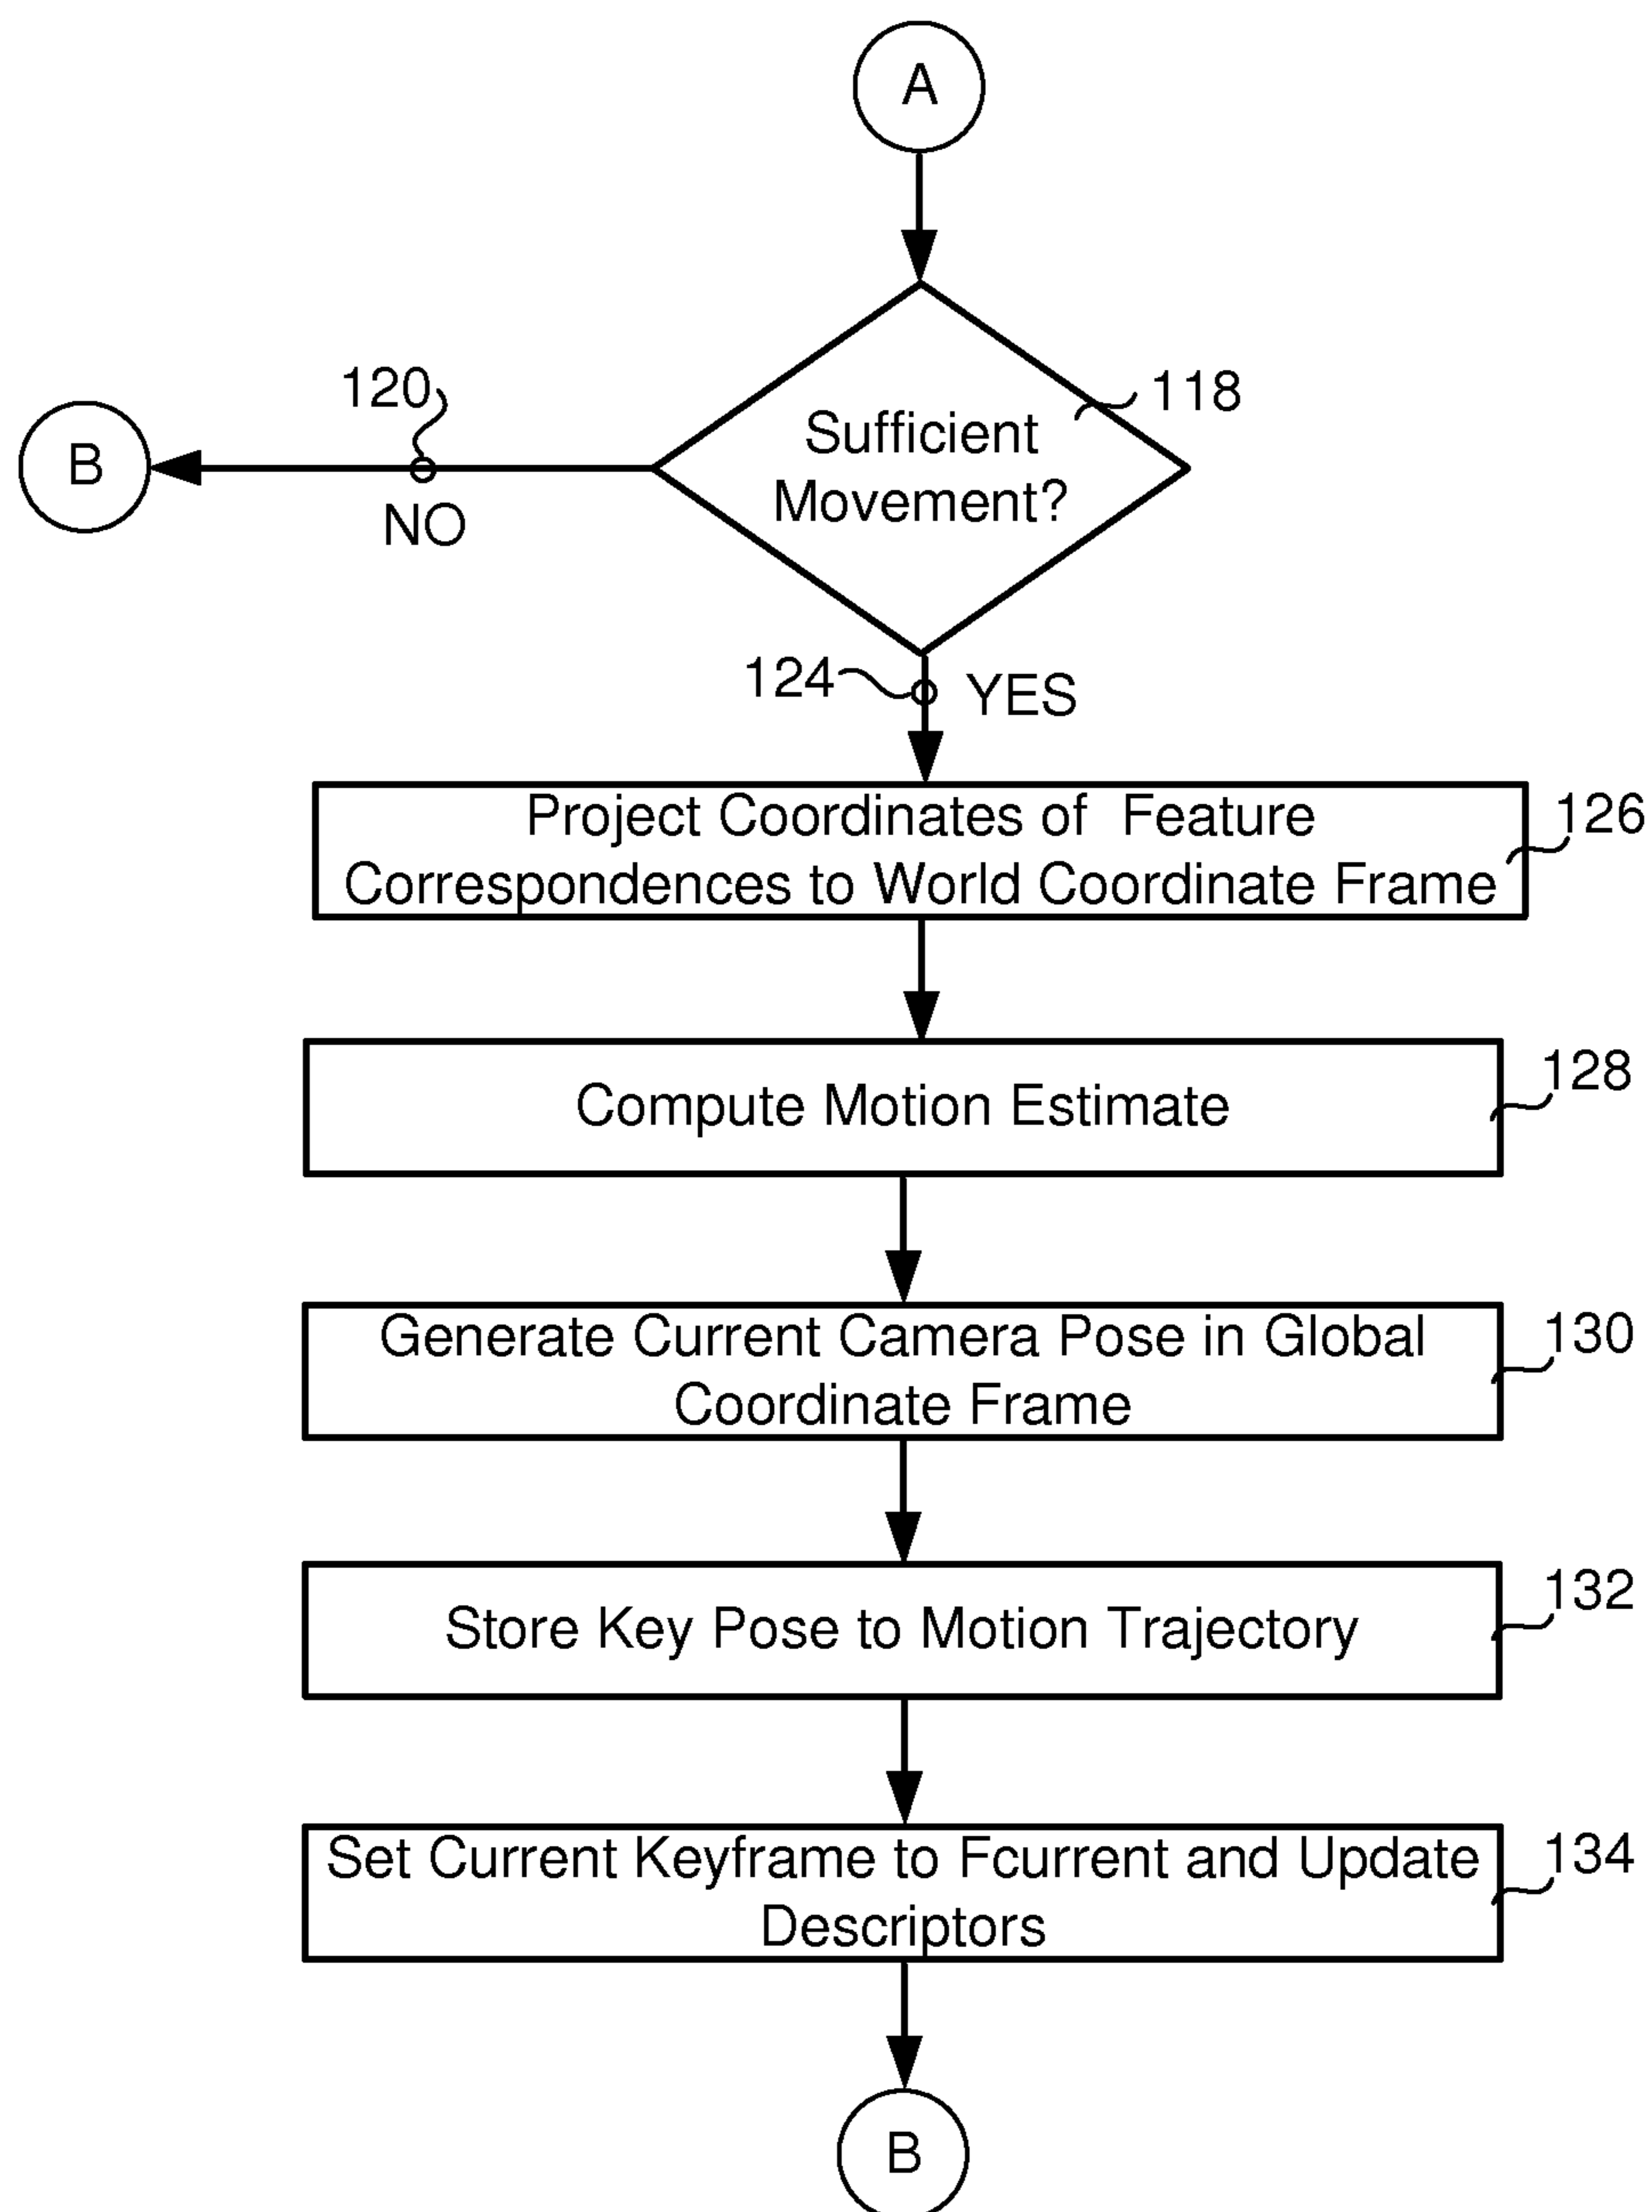 A
120
118
Sufficient
Movement?
B
NO
124
YES
Project Coordinates of Feature
Correspondences to World Coordinate Frame
126
Compute Motion Estimate
128
Generate Current Camera Pose in Global
Coordinate Frame
130
Store Key Pose to Motion Trajectory
132
Set Current Keyframe to Fcurrent and Update
Descriptors
134
B